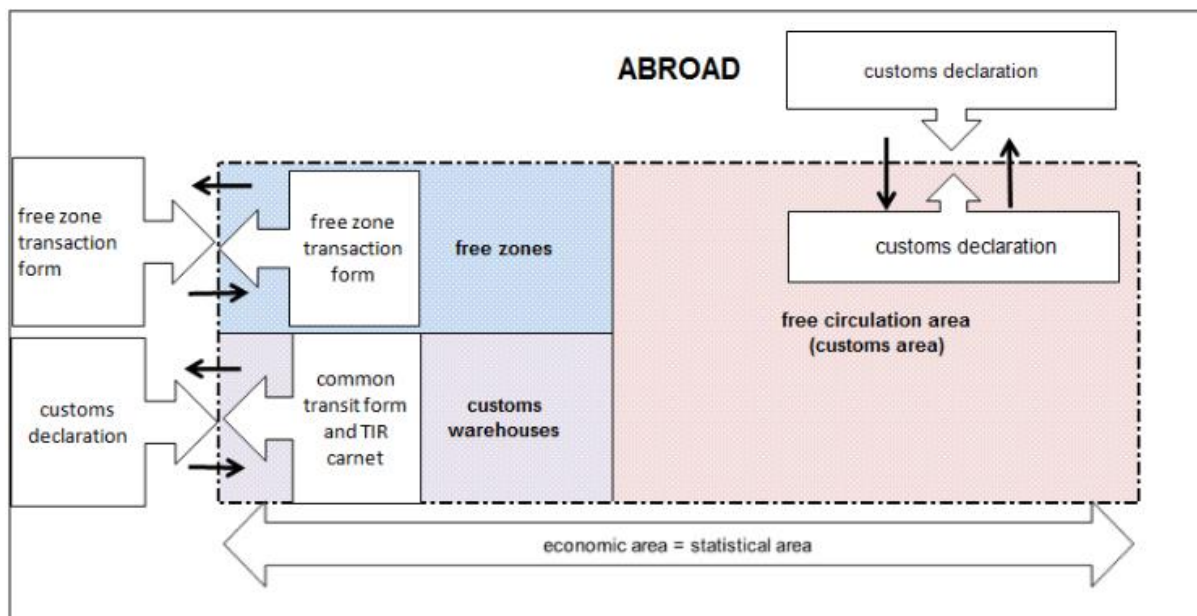 ABROAD
customs declaration
free zone
transaction
form
free zone
transaction
form
free zones
customs declaration
free circulation area
(customs area)
customs
declaration
common
transit form
and TIR
carnet
customs
warehouses
economic area = statistical area